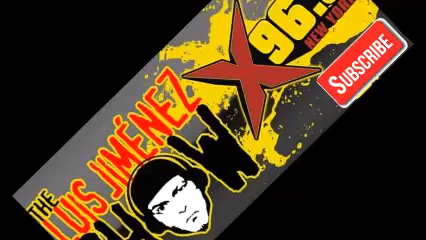 THE
LUIS JIMÉNEZ
SHOW
X
96.
NEW YORK
SUBSCRIBE